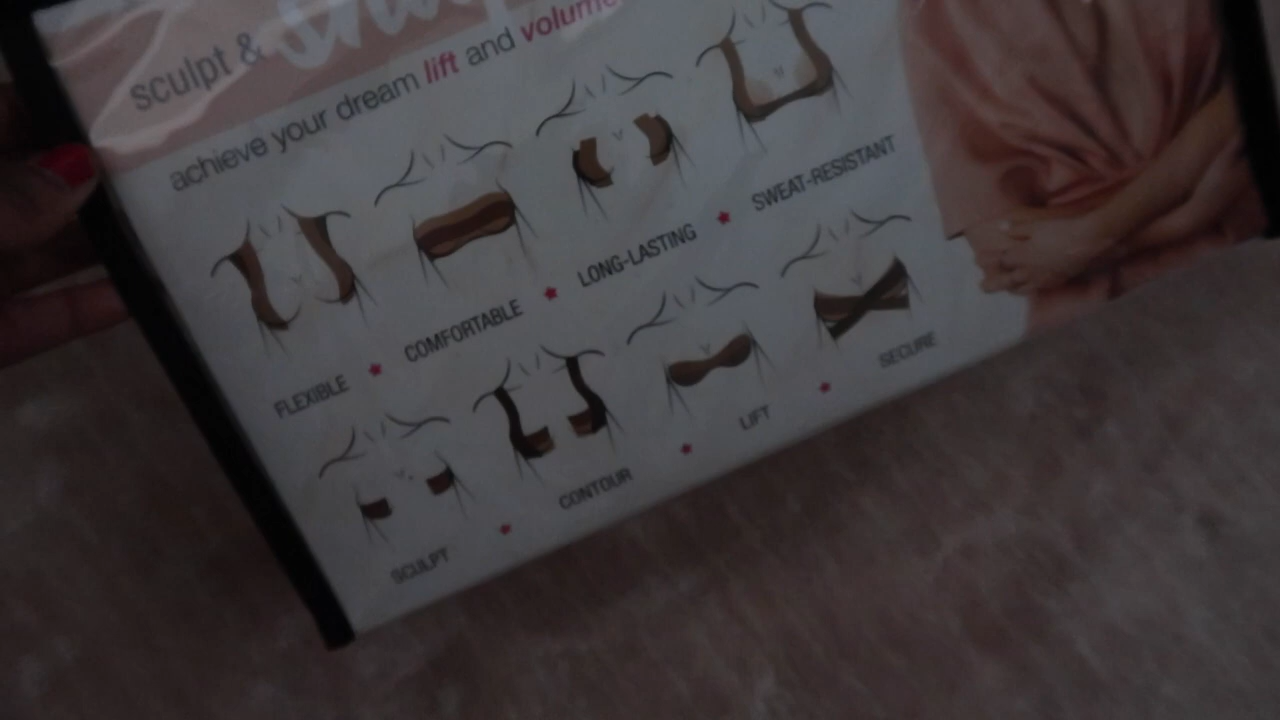 sculpt &
achieve your dream lift and volume
FLEXIBLE ★ COMFORTABLE ★ LONG-LASTING ★ SWEAT-RESISTANT
SCULPT ★ CONTOUR ★ LIFT ★ SECURE